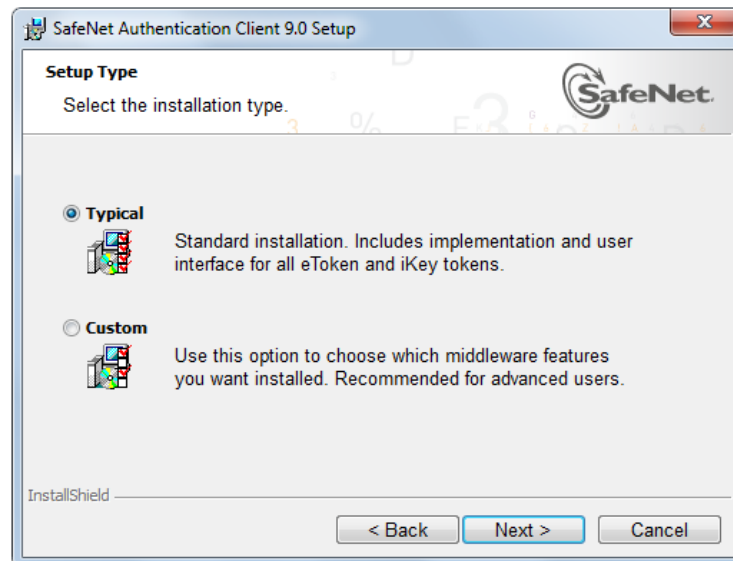 SafeNet Authentication Client 9.0 Setup
Setup Type
Select the installation type.
SafeNet.
Typical
Standard installation. Includes implementation and user
interface for all eToken and iKey tokens.
Custom
Use this option to choose which middleware features
you want installed. Recommended for advanced users.
InstallShield
< Back
Next >
Cancel